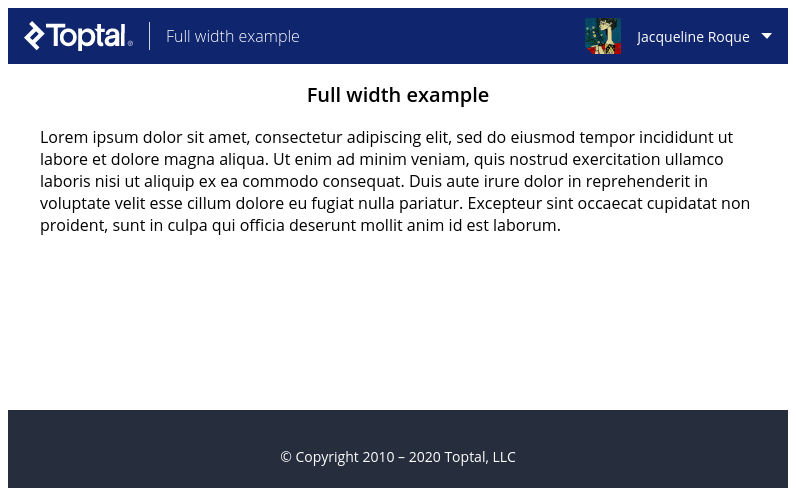 Toptal® Full width example Jacqueline Roque
Full width example
Lorem ipsum dolor sit amet, consectetur adipiscing elit, sed do eiusmod tempor incididunt ut
labore et dolore magna aliqua. Ut enim ad minim veniam, quis nostrud exercitation ullamco
laboris nisi ut aliquip ex ea commodo consequat. Duis aute irure dolor in reprehenderit in
voluptate velit esse cillum dolore eu fugiat nulla pariatur. Excepteur sint occaecat cupidatat non
proident, sunt in culpa qui officia deserunt mollit anim id est laborum.
© Copyright 2010 – 2020 Toptal, LLC